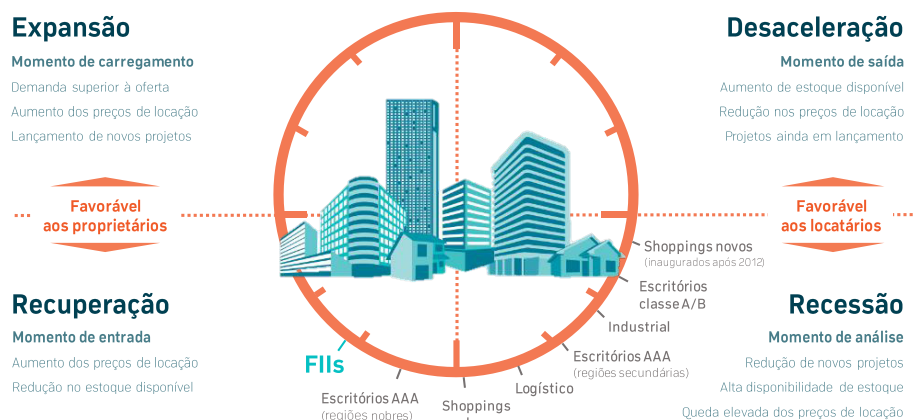 Expansão
Momento de carregamento
Demanda superior à oferta
Aumento dos preços de locação
Lançamento de novos projetos
Desaceleração
Momento de saída
Aumento de estoque disponível
Redução nos preços de locação
Projetos ainda em lançamento
Favorável
aos proprietários
Favorável
aos locatários
Recuperação
Momento de entrada
Aumento dos preços de locação
Redução no estoque disponível
Recessão
Momento de análise
Redução de novos projetos
Alta disponibilidade de estoque
Queda elevada dos preços de locação
Shoppings novos
(inaugurados após 2012)
Escritórios
classe A/B
Industrial
Escritórios AAA
(regiões secundárias)
Logístico
Shoppings
Escritórios AAA
(regiões nobres)
FIIs